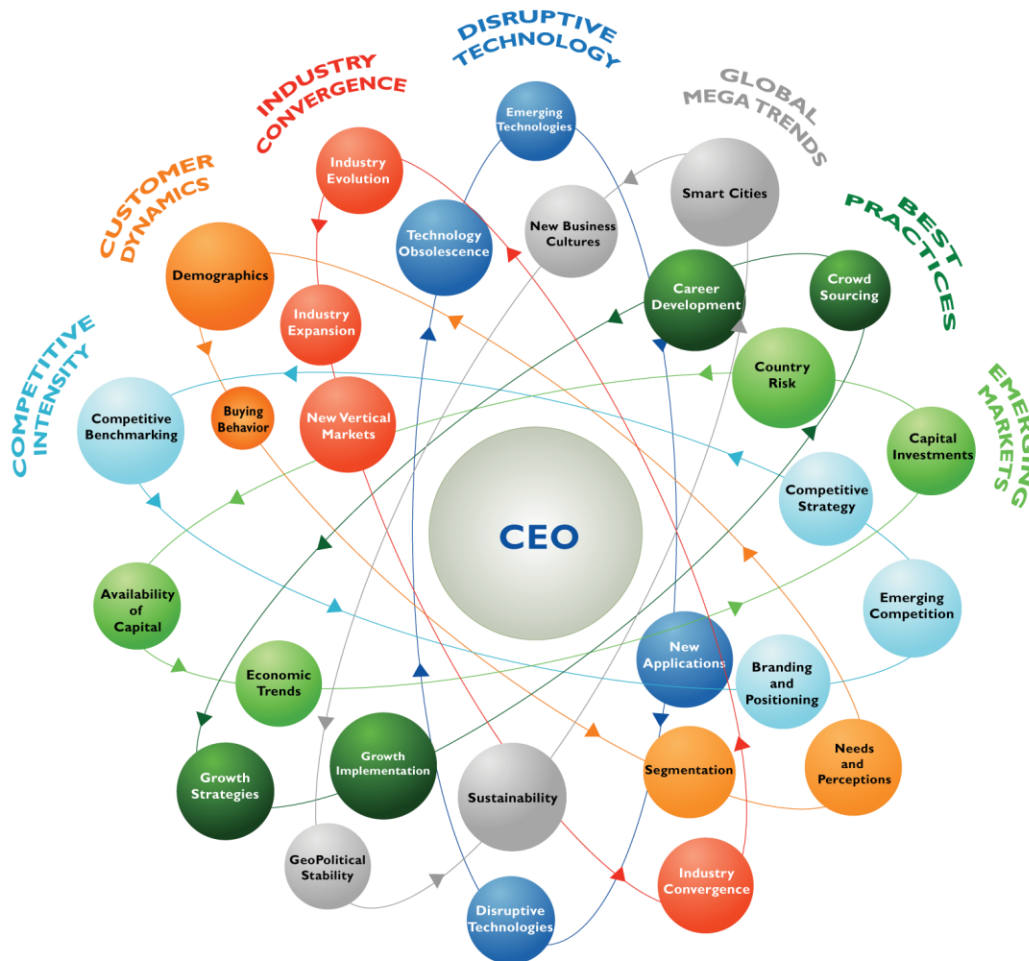 DISRUPTIVE
TECHNOLOGY
INDUSTRY
CONVERGENCE
GLOBAL
MEGA TRENDS
CUSTOMER
DYNAMICS
BEST
PRACTICES
COMPETITIVE
INTENSITY
EMERGING
MARKETS
Emerging
Technologies
Industry
Evolution
Smart Cities
New Business
Cultures
Technology
Obsolescence
Demographics
Career
Development
Crowd
Sourcing
Industry
Expansion
Country
Risk
Buying
Behavior
New Vertical
Markets
Competitive
Benchmarking
Capital
Investments
Competitive
Strategy
CEO
Availability
of
Capital
Emerging
Competition
New
Applications
Economic
Trends
Branding and
Positioning
Growth
Strategies
Growth
Implementation
Segmentation
Needs
and
Perceptions
Sustainability
GeoPolitical
Stability
Industry
Convergence
Disruptive
Technologies